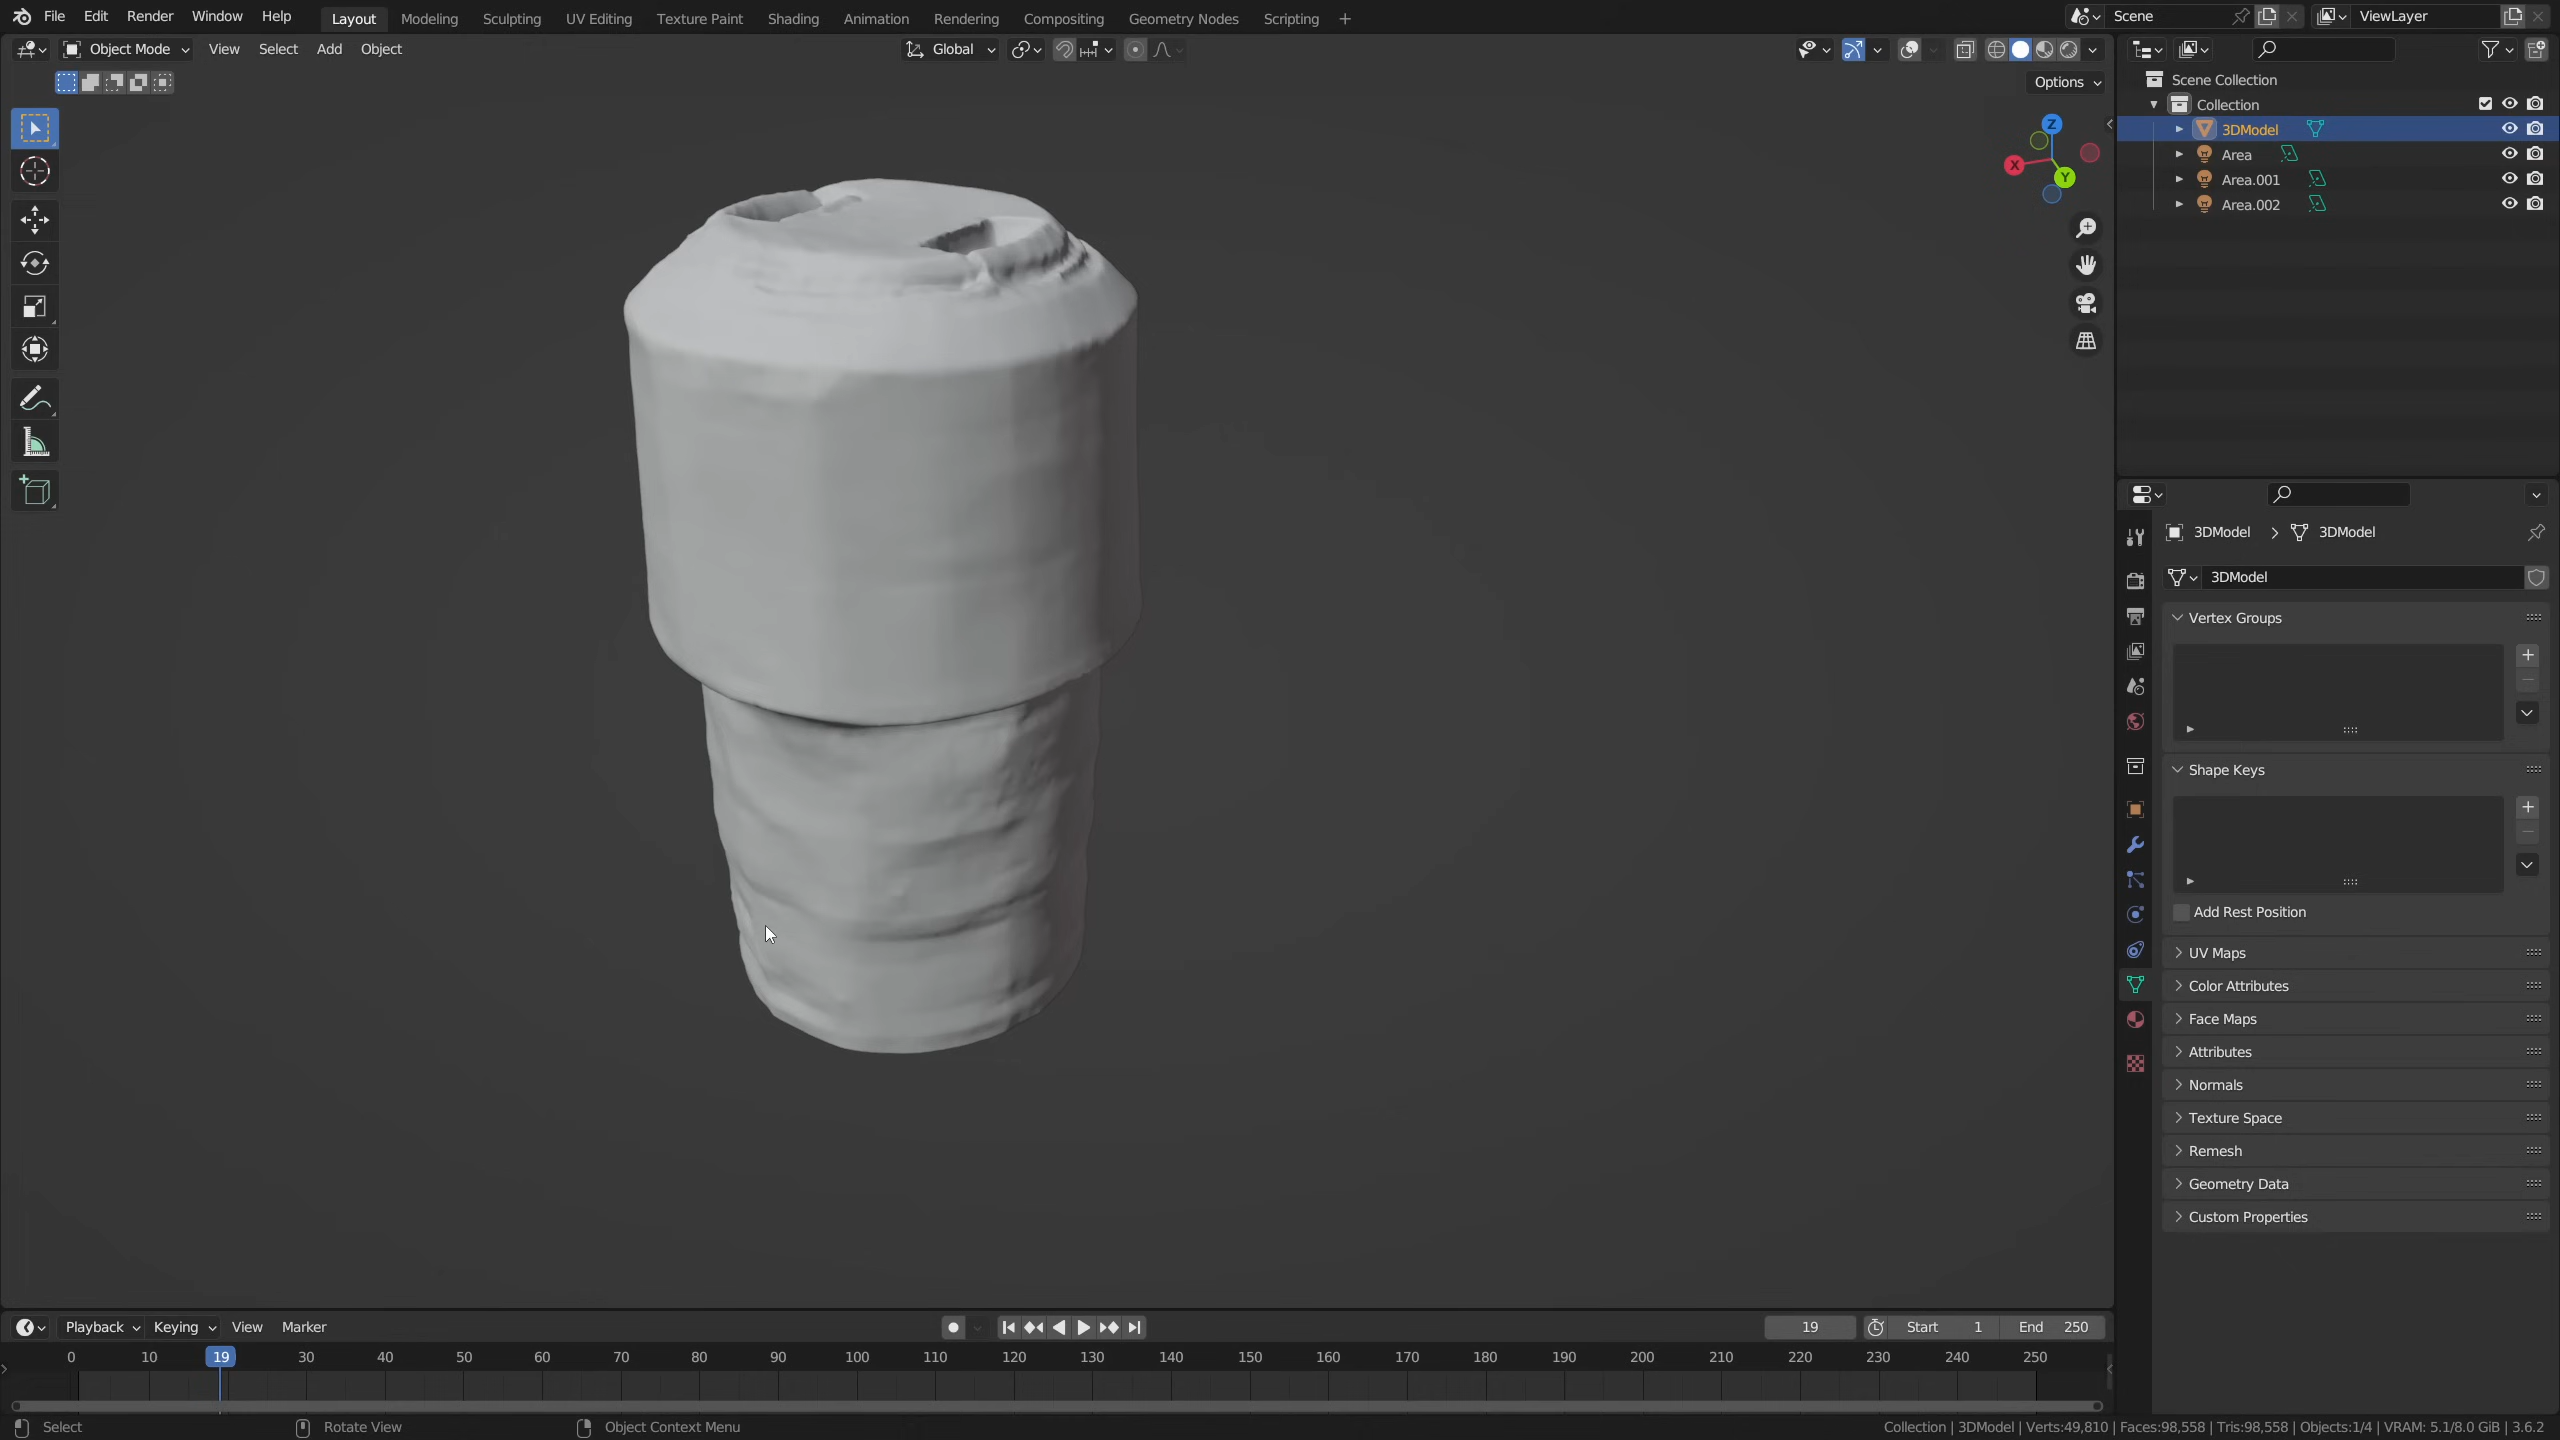 File Edit Render Window Help Layout Modeling Sculpting UV Editing Texture Paint Shading Animation Rendering Compositing Geometry Nodes Scripting + Scene ViewLayer
Object Mode View Select Add Object Global
Options
Scene Collection
Collection
3DModel
Area
Area.001
Area.002
Z
X
Y
3DModel > 3DModel
3DModel
Vertex Groups
Shape Keys
Add Rest Position
UV Maps
Color Attributes
Face Maps
Attributes
Normals
Texture Space
Remesh
Geometry Data
Custom Properties
Playback Keying View Marker 19 Start 1 End 250
0 10 19 30 40 50 60 70 80 90 100 110 120 130 140 150 160 170 180 190 200 210 220 230 240 250
Select Rotate View Object Context Menu Collection | 3DModel | Verts:49,810 | Faces:98,558 | Tris:98,558 | Objects:1/4 | VRAM: 5.1/8.0 GiB | 3.6.2